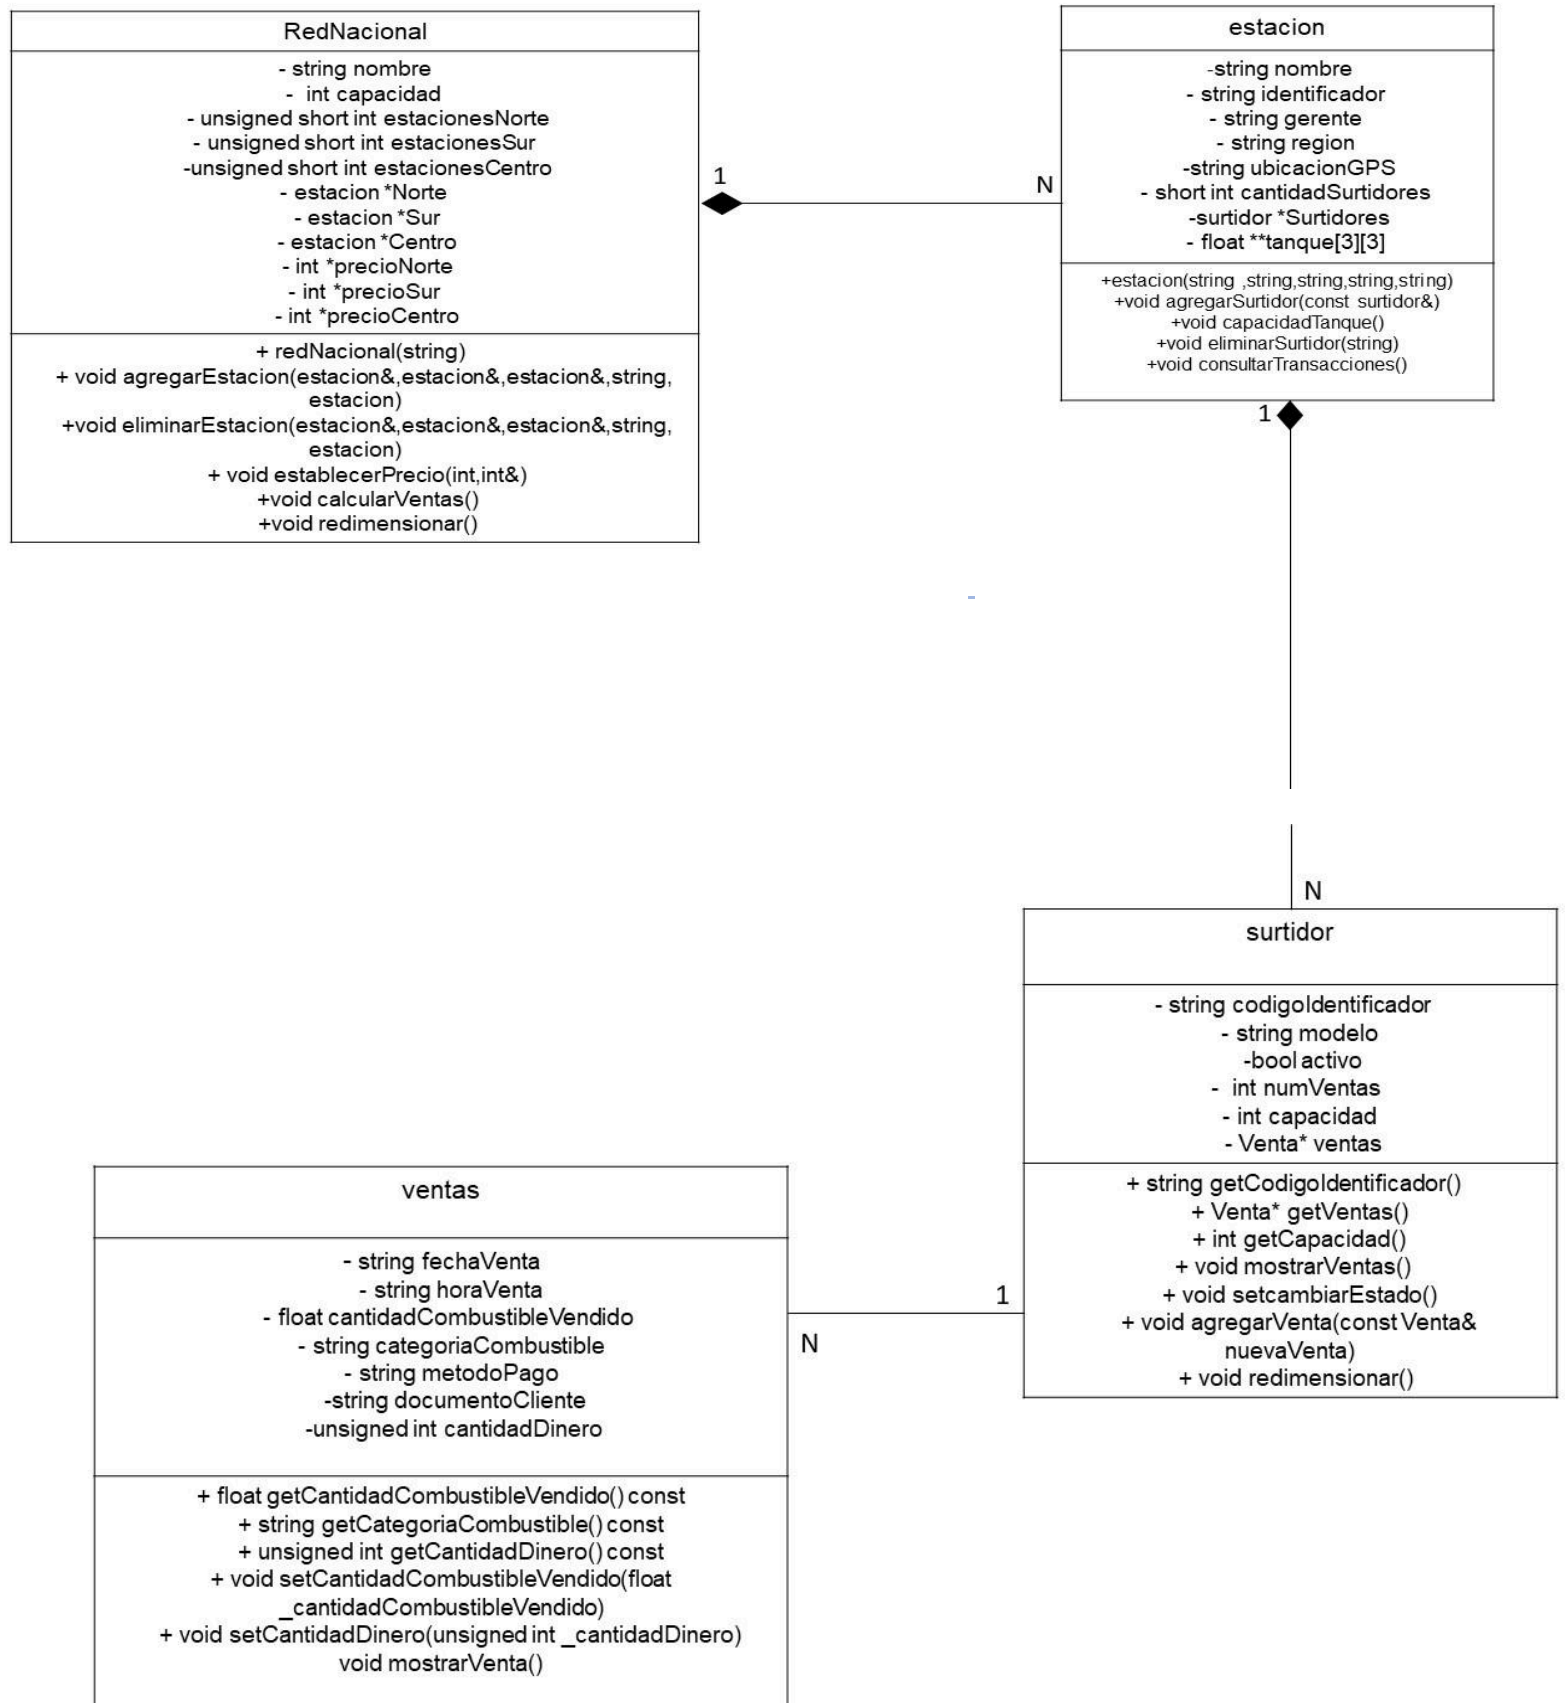 RedNacional
- string nombre
- int capacidad
- unsigned short int estacionesNorte
- unsigned short int estacionesSur
-unsigned short int estacionesCentro
- estacion *Norte
- estacion *Sur
- estacion *Centro
- int *precioNorte
- int *precioSur
- int *precioCentro
+ redNacional(string)
+ void agregarEstacion(estacion&,estacion&,estacion&,string,
estacion)
+void eliminarEstacion(estacion&,estacion&,estacion&,string,
estacion)
+ void establecerPrecio(int,int&)
+void calcularVentas()
+void redimensionar()
1
N
estacion
-string nombre
- string identificador
- string gerente
- string region
-string ubicacionGPS
- short int cantidadSurtidores
-surtidor *Surtidores
- float **tanque[3][3]
+estacion(string ,string,string,string,string)
+void agregarSurtidor(const surtidor&)
+void capacidadTanque()
+void eliminarSurtidor(string)
+void consultarTransacciones()
1
N
surtidor
- string codigoIdentificador
- string modelo
-bool activo
- int numVentas
- int capacidad
- Venta* ventas
+ string getCodigoIdentificador()
+ Venta* getVentas()
+ int getCapacidad()
+ void mostrarVentas()
+ void setcambiarEstado()
+ void agregarVenta(const Venta&
nuevaVenta)
+ void redimensionar()
1
N
ventas
- string fechaVenta
- string horaVenta
- float cantidadCombustibleVendido
- string categoriaCombustible
- string metodoPago
-string documentoCliente
-unsigned int cantidadDinero
+ float getCantidadCombustibleVendido() const
+ string getCategoriaCombustible() const
+ unsigned int getCantidadDinero() const
+ void setCantidadCombustibleVendido(float
_cantidadCombustibleVendido)
+ void setCantidadDinero(unsigned int _cantidadDinero)
void mostrarVenta()